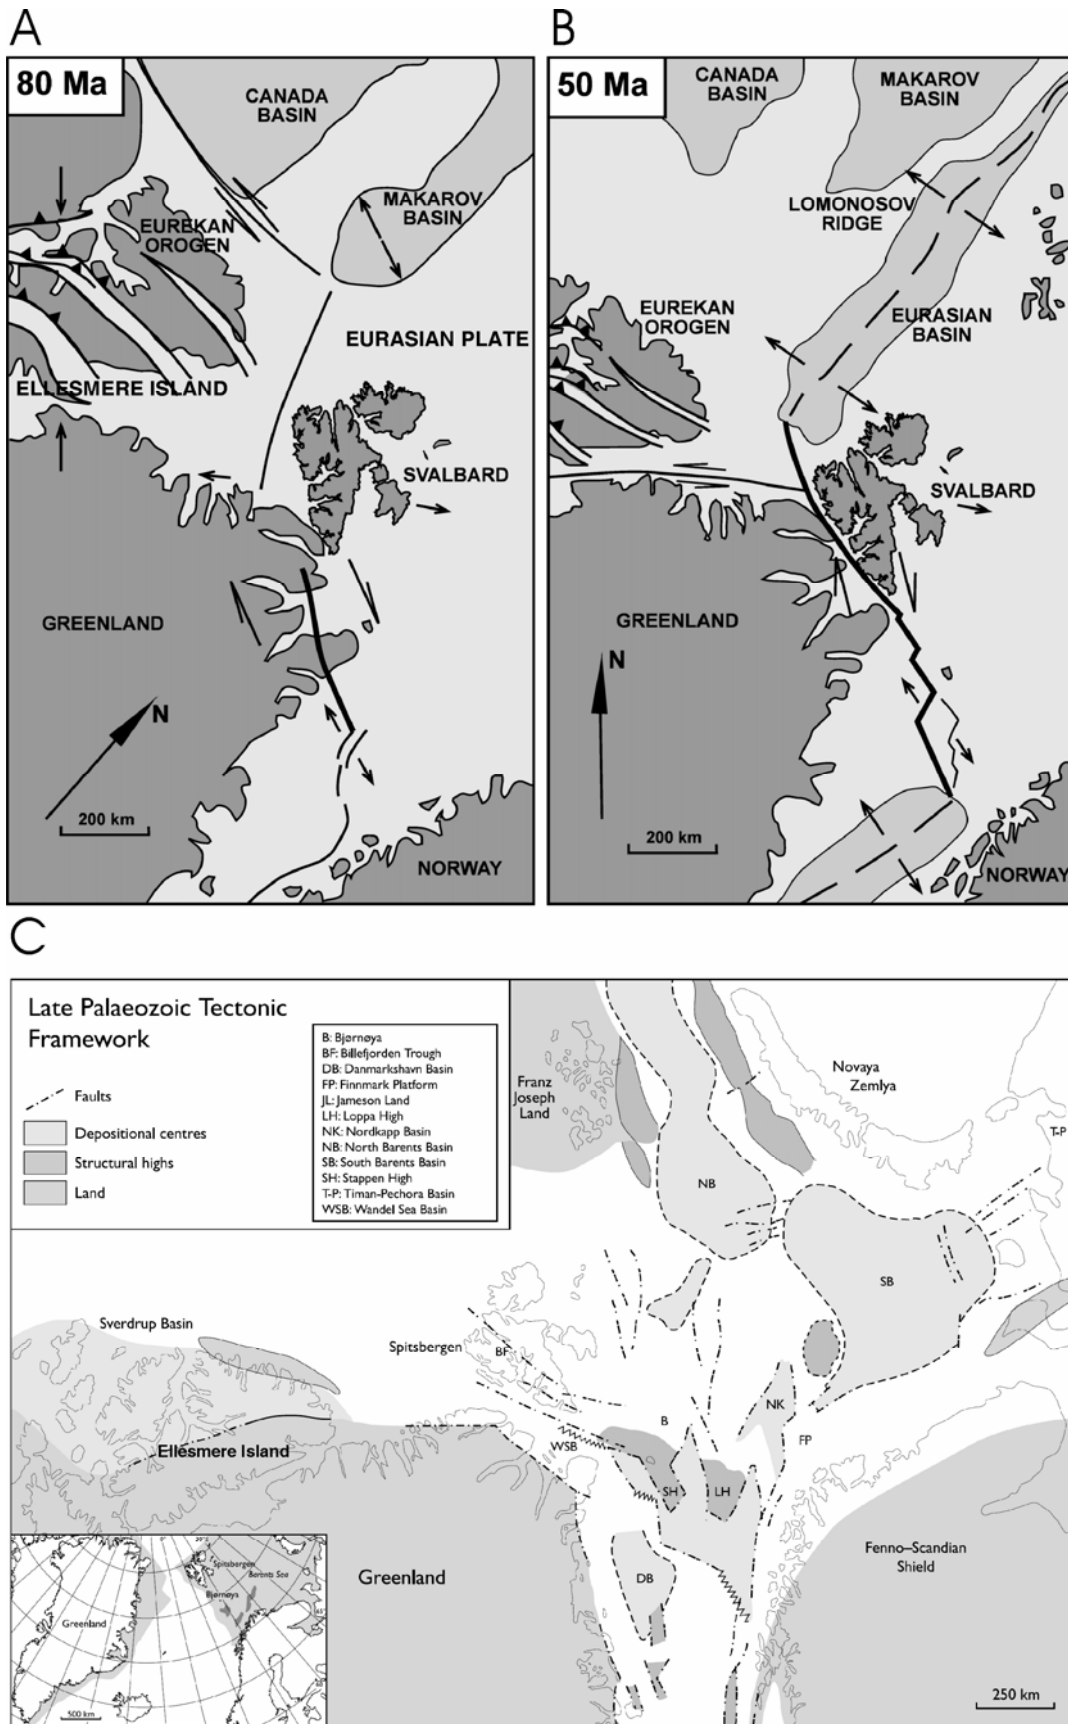 A
80 Ma
CANADA
BASIN
MAKAROV
BASIN
EUREKAN
OROGEN
EURASIAN PLATE
ELLESMERE ISLAND
SVALBARD
GREENLAND
N
200 km
NORWAY
B
50 Ma
CANADA
BASIN
MAKAROV
BASIN
LOMONOSOV
RIDGE
EUREKAN
OROGEN
EURASIAN
BASIN
SVALBARD
GREENLAND
N
200 km
NORWAY
C
Late Palaeozoic Tectonic
Framework
Faults
Depositional centres
Structural highs
Land
B: Bjørnøya
BF: Billefjorden Trough
DB: Danmarkshavn Basin
FP: Finnmark Platform
JL: Jameson Land
LH: Loppa High
NK: Nordkapp Basin
NB: North Barents Basin
SB: South Barents Basin
SH: Stappen High
T-P: Timan-Pechora Basin
WSB: Wandel Sea Basin
Franz
Joseph
Land
Novaya
Zemlya
T-P
NB
SB
Sverdrup Basin
Spitsbergen
BF
NK
B
FP
WSB
Ellesmere Island
SH
LH
DB
Greenland
Fenno–Scandian
Shield
250 km
0°
Spitsbergen
Barents Sea
Bjørnøya
Greenland
500 km